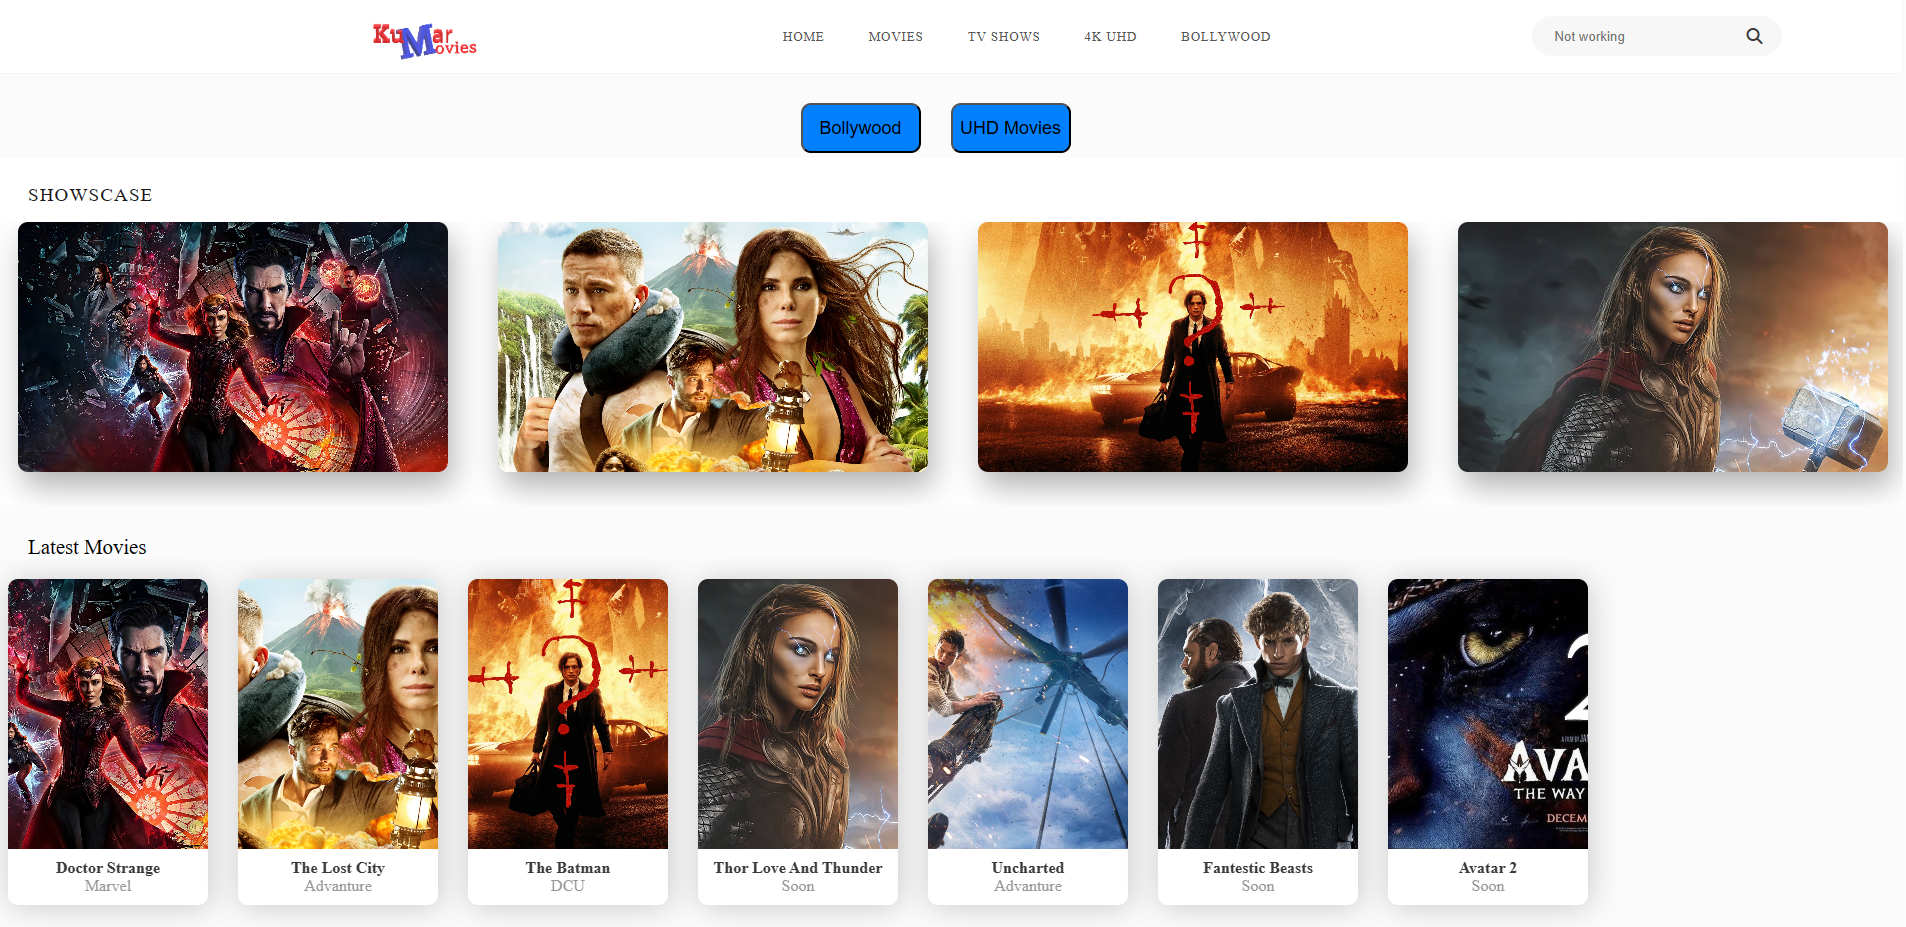 Kumar Movies
HOME MOVIES TV SHOWS 4K UHD BOLLYWOOD
Not working
Bollywood UHD Movies
SHOWSCASE
Latest Movies
2
AVA
THE WAY
DECEM
Doctor Strange
Marvel
The Lost City
Advanture
The Batman
DCU
Thor Love And Thunder
Soon
Uncharted
Advanture
Fantestic Beasts
Soon
Avatar 2
Soon